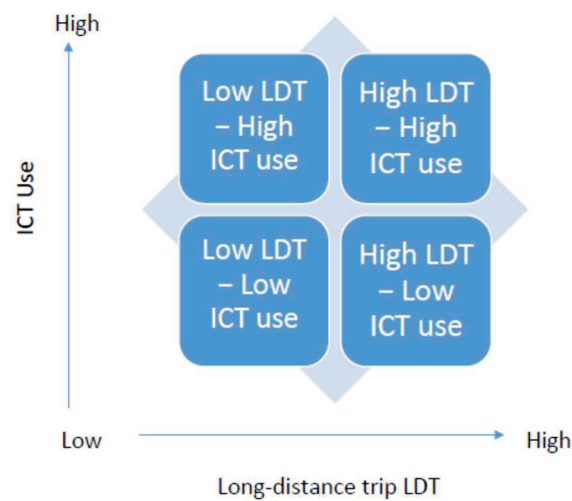 High
Low LDT
– High
ICT use
High LDT
– High
ICT use
ICT Use
Low LDT
– Low
ICT use
High LDT
– Low
ICT use
Low
High
Long-distance trip LDT